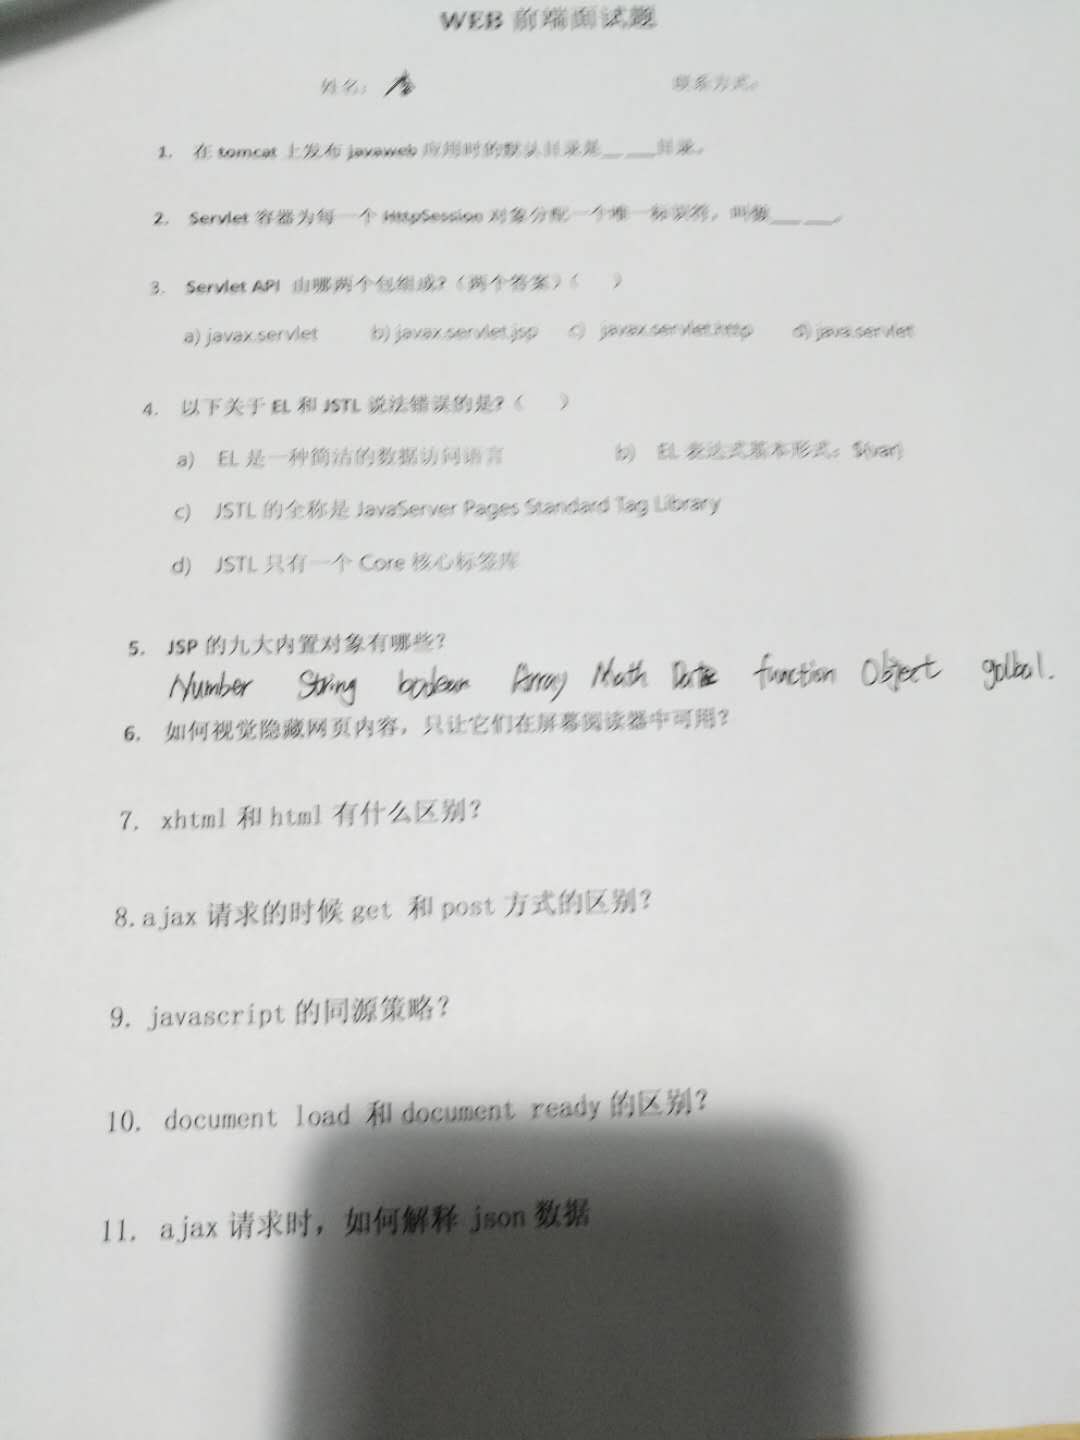 WEB 前端面试题
姓名： 联系方式：
1. 在 tomcat 上发布 javaweb 应用时的默认目录是__ ___目录。
2. Servlet 容器为每一个 HttpSession 对象分配一个唯一标识符，叫做___ ___。
3. Servlet API 由哪两个包组成？（两个答案）（ ）
a) javax.servlet b) javax.servlet.jsp c) javax.servlet.http d) java.servlet
4. 以下关于 EL 和 JSTL 说法错误的是？（ ）
a) EL 是一种简洁的数据访问语言 b) EL 表达式基本形式：${var}
c) JSTL 的全称是 JavaServer Pages Standard Tag Library
d) JSTL 只有一个 Core 核心标签库
5. JSP 的九大内置对象有哪些？
Number String boolean Array Math Date function Object golbal.
6. 如何视觉隐藏网页内容，只让它们在屏幕阅读器中可用？
7. xhtml 和 html 有什么区别？
8. ajax 请求的时候 get 和 post 方式的区别？
9. javascript 的同源策略？
10. document load 和 document ready 的区别？
11. ajax 请求时，如何解释 json 数据